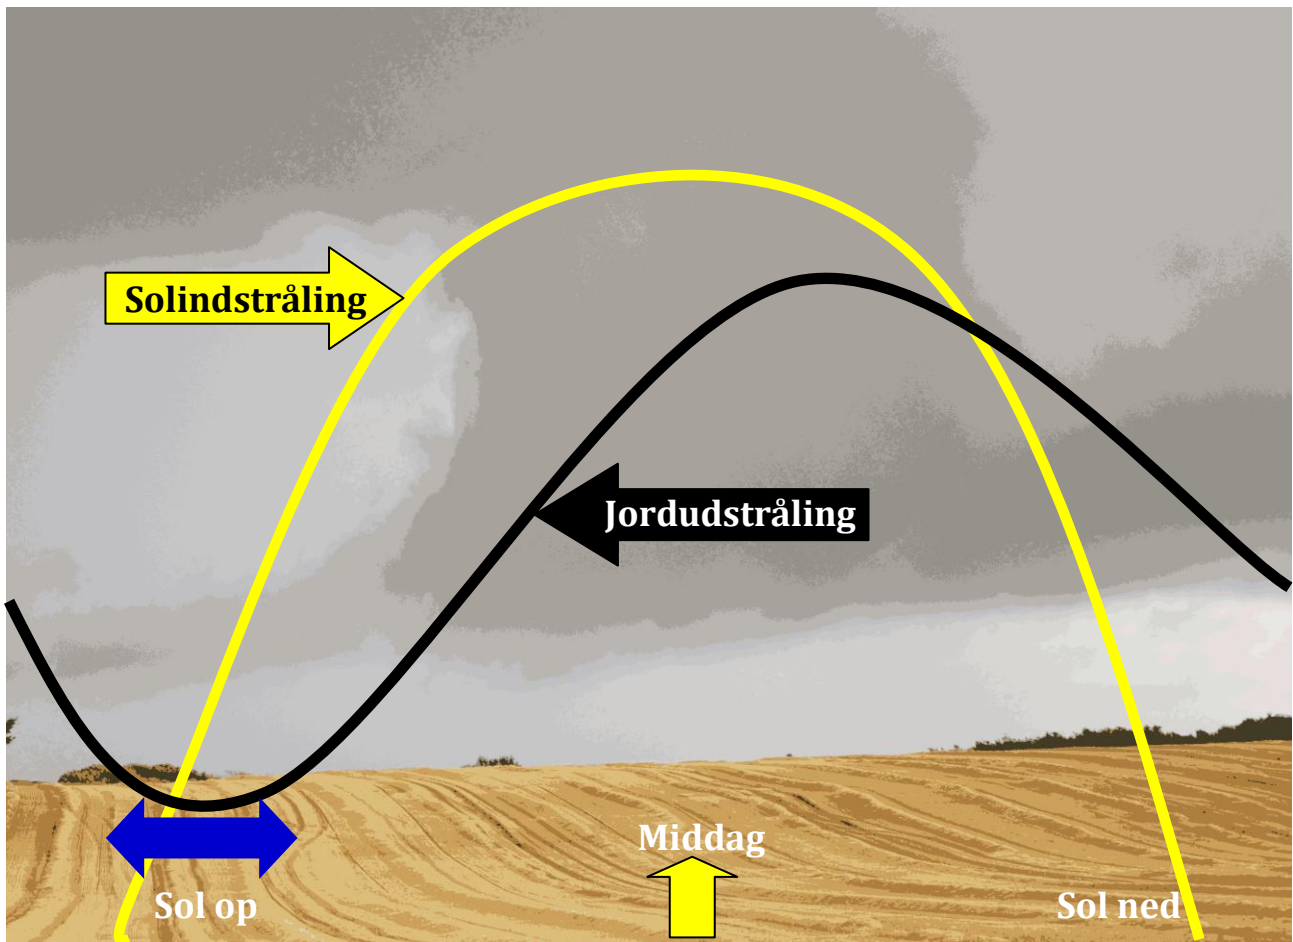 Solindstråling
Jordudstråling
Middag
Sol op
Sol ned